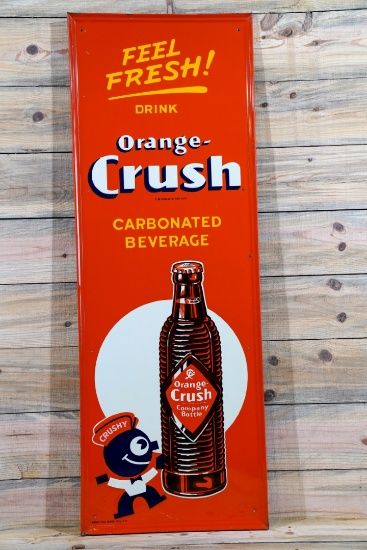 FEEL
FRESH!
DRINK
Orange-
Crush
CARBONATED
BEVERAGE
Orange-
Crush
Company
Bottle
CRUSHY